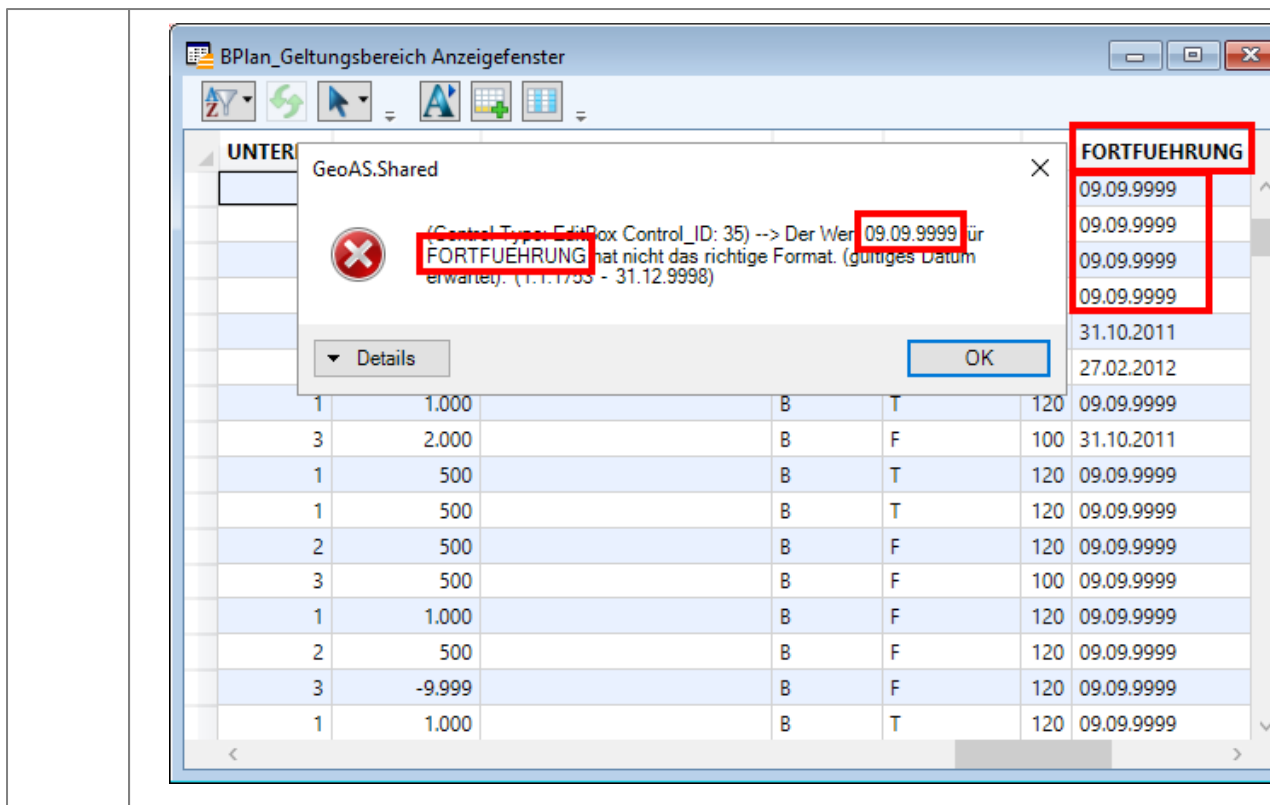 BPlan_Geltungsbereich Anzeigefenster
FORTFUEHRUNG
GeoAS.Shared
(Control Type: EditBox Control_ID: 35) --> Der Wert 09.09.9999 für
FORTFUEHRUNG hat nicht das richtige Format. (gültiges Datum
erwartet). (1.1.1753 - 31.12.9998)
Details
OK
09.09.9999
09.09.9999
09.09.9999
09.09.9999
31.10.2011
27.02.2012
1 1.000 B T 120 09.09.9999
3 2.000 B F 100 31.10.2011
1 500 B T 120 09.09.9999
1 500 B T 120 09.09.9999
2 500 B F 120 09.09.9999
3 500 B F 100 09.09.9999
1 1.000 B F 120 09.09.9999
2 500 B F 120 09.09.9999
3 -9.999 B F 120 09.09.9999
1 1.000 B T 120 09.09.9999